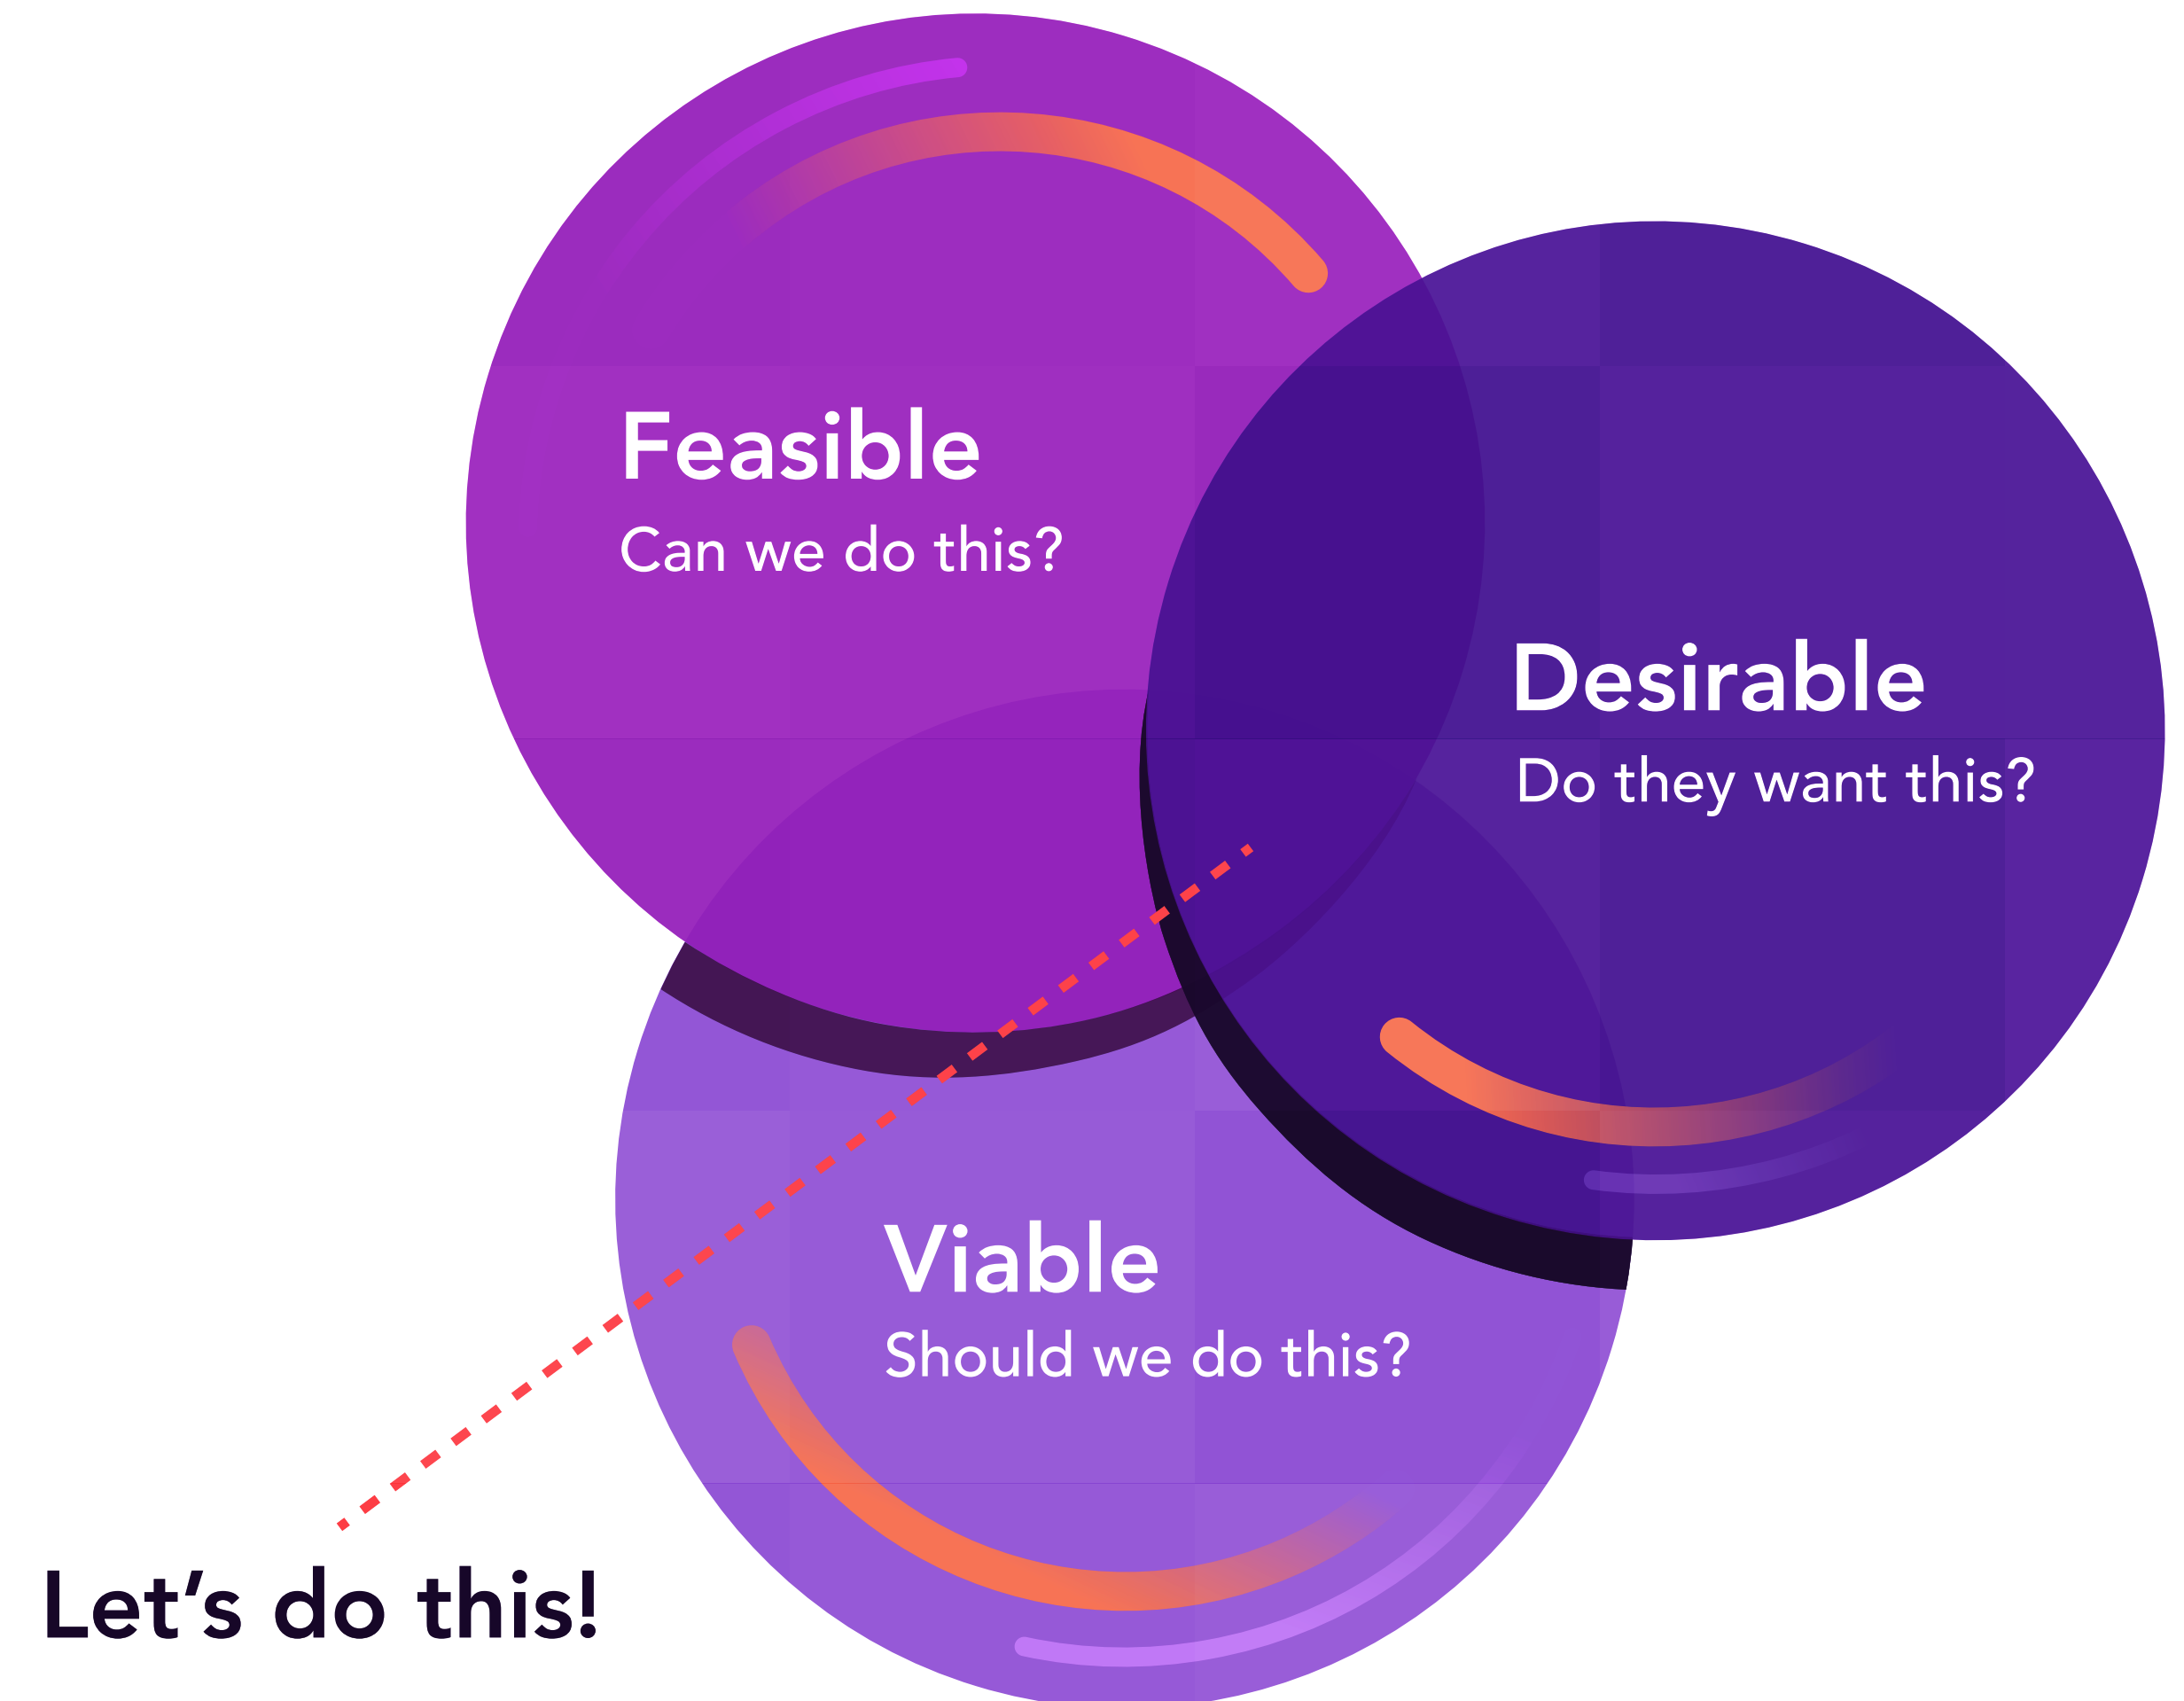 Feasible
Can we do this?
Desirable
Do they want this?
Viable
Should we do this?
Let’s do this!